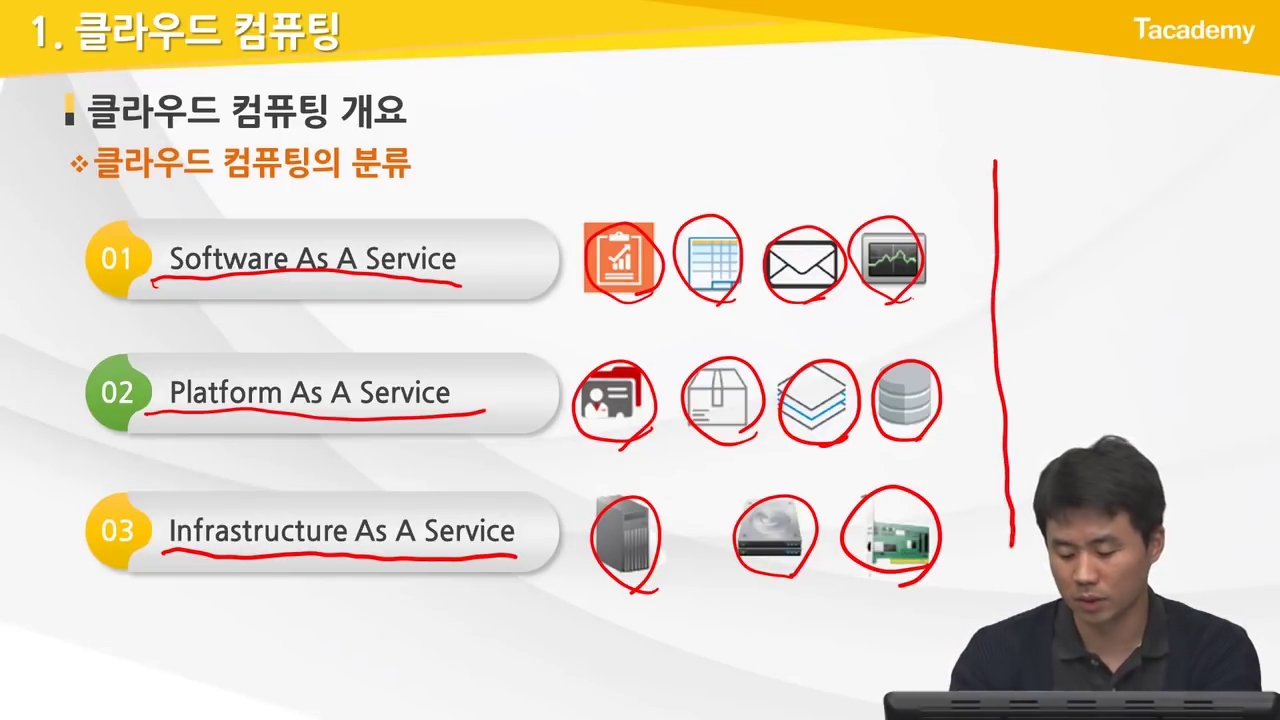 1. 클라우드 컴퓨팅
Tacademy
클라우드 컴퓨팅 개요
클라우드 컴퓨팅의 분류
01 Software As A Service
02 Platform As A Service
03 Infrastructure As A Service